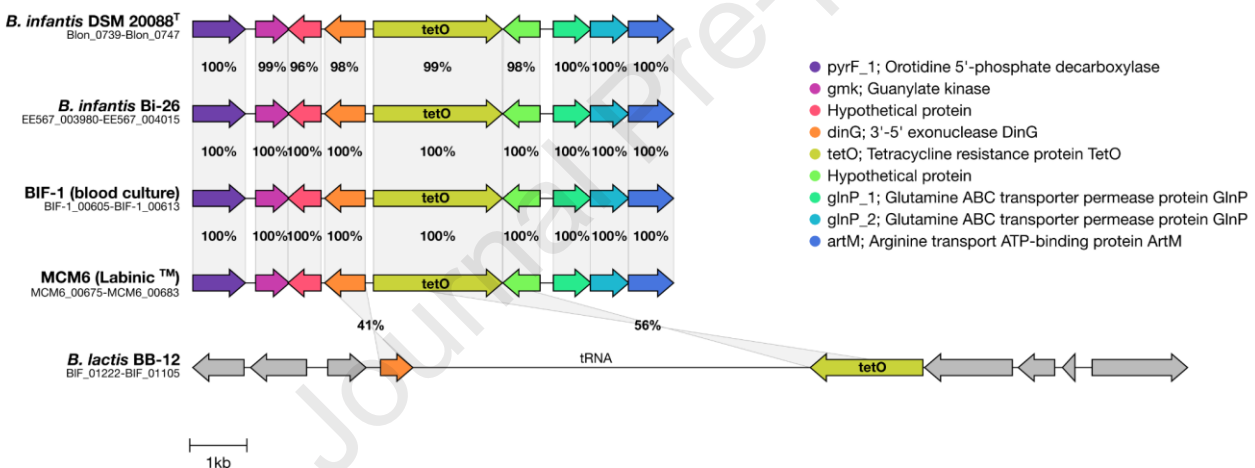 B. infantis DSM 20088T
Blon_0739-Blon_0747
tetO
100% 99% 96% 98% 99% 98% 100% 100% 100%
B. infantis Bi-26
EE567_003980-EE567_004015
100% 100% 100% 100% 100% 100% 100% 100% 100%
BIF-1 (blood culture)
BIF-1_00605-BIF-1_00613
100% 100% 100% 100% 100% 100% 100% 100% 100%
MCM6 (Labinic ™)
MCM6_00675-MCM6_00683
tetO
41% 56%
B. lactis BB-12
BIF_01222-BIF_01105
tRNA
tetO
1kb
pyrF_1; Orotidine 5'-phosphate decarboxylase
gmk; Guanylate kinase
Hypothetical protein
dinG; 3'-5' exonuclease DinG
tetO; Tetracycline resistance protein TetO
Hypothetical protein
glnP_1; Glutamine ABC transporter permease protein GlnP
glnP_2; Glutamine ABC transporter permease protein GlnP
artM; Arginine transport ATP-binding protein ArtM
Journal Pre-